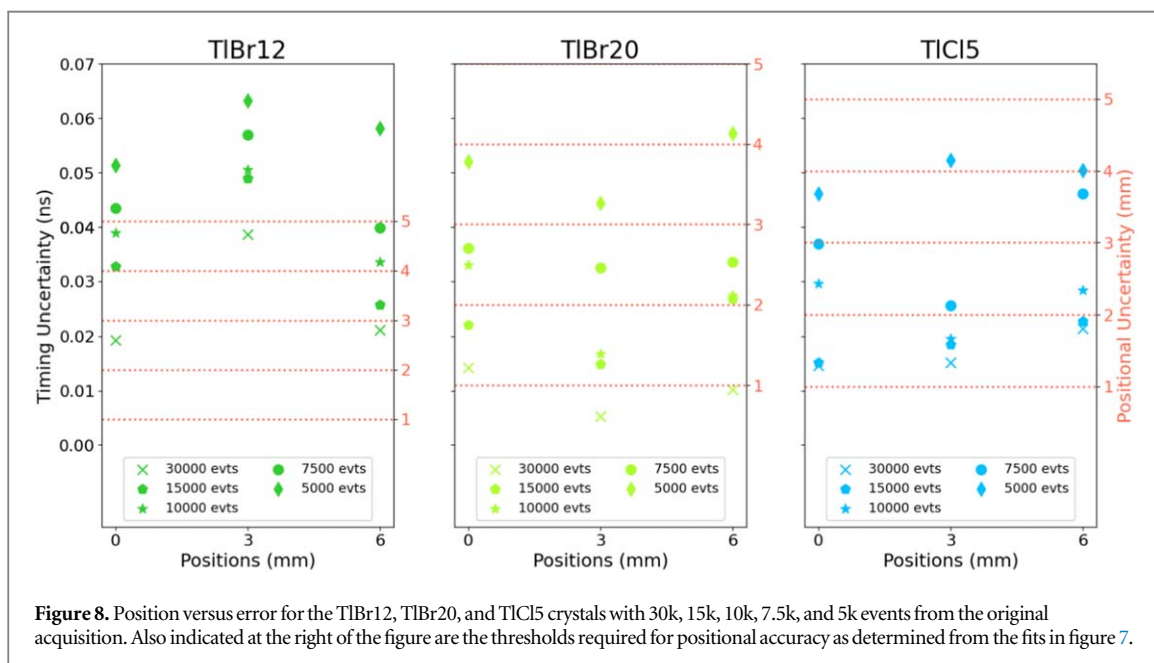 TlBr12
TlBr20
TlCl5
0.07
0.06
0.05
0.04
0.03
0.02
0.01
0.00
Timing Uncertainty (ns)
5
4
3
2
1
5
4
3
2
1
5
4
3
2
1
Positional Uncertainty (mm)
30000 evts
15000 evts
10000 evts
7500 evts
5000 evts
30000 evts
15000 evts
10000 evts
7500 evts
5000 evts
30000 evts
15000 evts
10000 evts
7500 evts
5000 evts
0 3 6
0 3 6
0 3 6
Positions (mm)
Positions (mm)
Positions (mm)
Figure 8. Position versus error for the TlBr12, TlBr20, and TlCl5 crystals with 30k, 15k, 10k, 7.5k, and 5k events from the original
acquisition. Also indicated at the right of the figure are the thresholds required for positional accuracy as determined from the fits in figure 7.